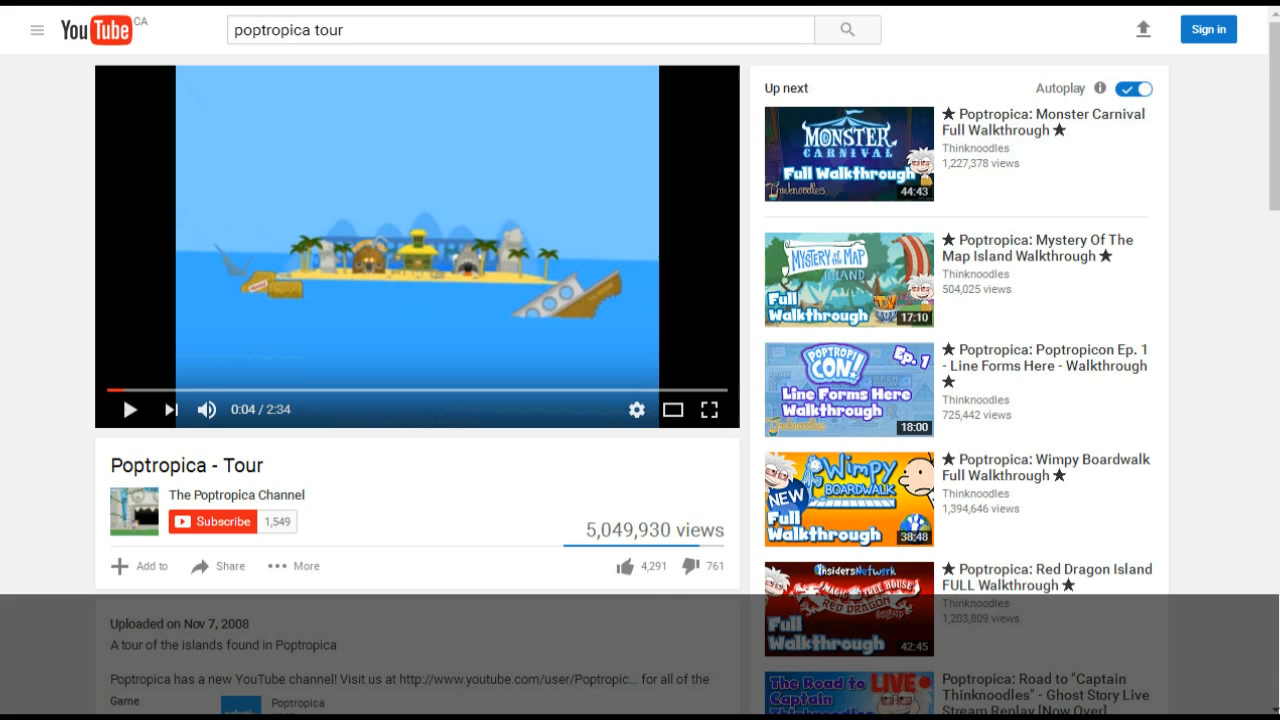 YouTube CA
poptropica tour
Sign in
0:04 / 2:34
Poptropica - Tour
The Poptropica Channel
Subscribe 1,549
5,049,930 views
Add to Share More 4,291 761
Uploaded on Nov 7, 2008
A tour of the islands found in Poptropica
Poptropica has a new YouTube channel! Visit us at http://www.youtube.com/user/Poptropic... for all of the
Game Poptropica
Up next Autoplay
MONSTER
CARNIVAL
Full Walkthrough
Thinknoodles
44:43
★ Poptropica: Monster Carnival
Full Walkthrough ★
Thinknoodles
1,227,378 views
MYSTERY of the MAP
ISLAND
Full
Walkthrough
17:10
★ Poptropica: Mystery Of The
Map Island Walkthrough ★
Thinknoodles
504,025 views
POPTROPI
CON!
Ep. 1
Line Forms Here
Walkthrough
Thinknoodles
18:00
★ Poptropica: Poptropicon Ep. 1
- Line Forms Here - Walkthrough
★
Thinknoodles
725,442 views
Wimpy
BOARDWALK
NEW
Full
Walkthrough
38:48
★ Poptropica: Wimpy Boardwalk
Full Walkthrough ★
Thinknoodles
1,394,646 views
InsidersNetwork
MAGIC TREE HOUSE
RED DRAGON
ISLAND
Full
Walkthrough
42:45
★ Poptropica: Red Dragon Island
FULL Walkthrough ★
Thinknoodles
1,203,809 views
The Road to LIVE
Captain
Thinknoodles
Poptropica: Road to "Captain
Thinknoodles" - Ghost Story Live
Stream Replay [Now Over]